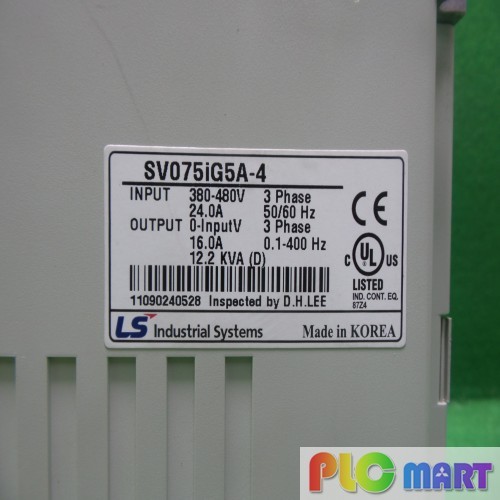 SV075iG5A-4
INPUT 380-480V 3 Phase
24.0A 50/60 Hz
OUTPUT 0-InputV 3 Phase
16.0A 0.1-400 Hz
12.2 KVA (D)
CE
C UL US
LISTED
IND. CONT. EQ.
87Z4
11090240528 Inspected by D.H.LEE
LS Industrial Systems Made in KOREA
PLC MART